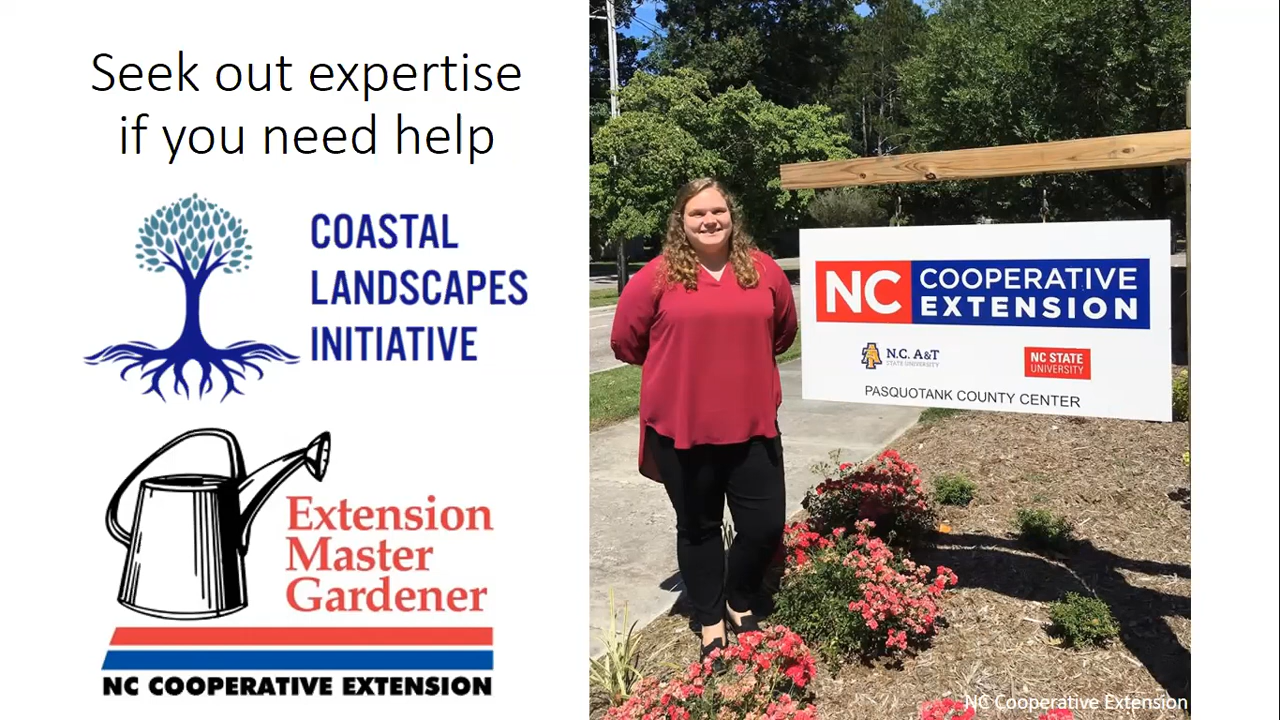 Seek out expertise
if you need help
COASTAL
LANDSCAPES
INITIATIVE
Extension
Master
Gardener
NC COOPERATIVE EXTENSION
NC COOPERATIVE
EXTENSION
N.C. A&T
STATE UNIVERSITY
NC STATE
UNIVERSITY
PASQUOTANK COUNTY CENTER
NC Cooperative Extension